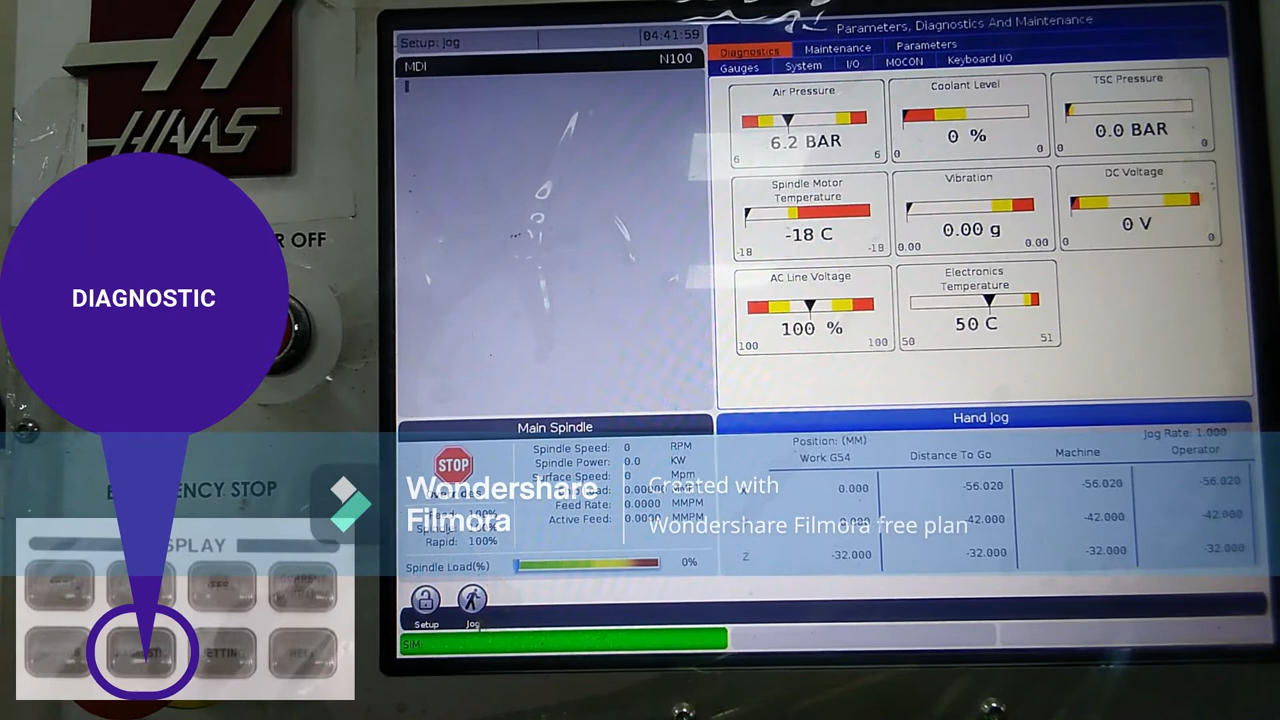 HAAS
R OFF
DIAGNOSTIC
ENCY STOP
SPLAY
CURRENT
Setup: Jog
04:41:59
MDI
N100
Parameters, Diagnostics And Maintenance
Diagnostics Maintenance Parameters
Gauges System I/O MOCON Keyboard I/O
Air Pressure
6.2 BAR
6 6
Coolant Level
0 %
0 0
TSC Pressure
0.0 BAR
0 0
Spindle Motor
Temperature
-18 C
-18 -18
Vibration
0.00 g
0.00 0.00
DC Voltage
0 V
0 0
AC Line Voltage
100 %
100 100
Electronics
Temperature
50 C
50 51
Main Spindle
STOP
Spindle Speed: 0 RPM
Spindle Power: 0.0 KW
Surface Speed: 0 Mpm
Feed Rate: 0.0000 MMPM
Active Feed: 0.0000 MMPM
100%
Rapid: 100%
Spindle Load(%) 0%
Hand Jog
Position: (MM)
Jog Rate: 1.000
Work G54 Distance To Go Machine Operator
0.000 -56.020 -56.020 -56.020
0.000 -42.000 -42.000 -42.000
Z -32.000 -32.000 -32.000 -32.000
Wondershare
Filmora
Created with
Wondershare Filmora free plan
Setup Jog
SIM